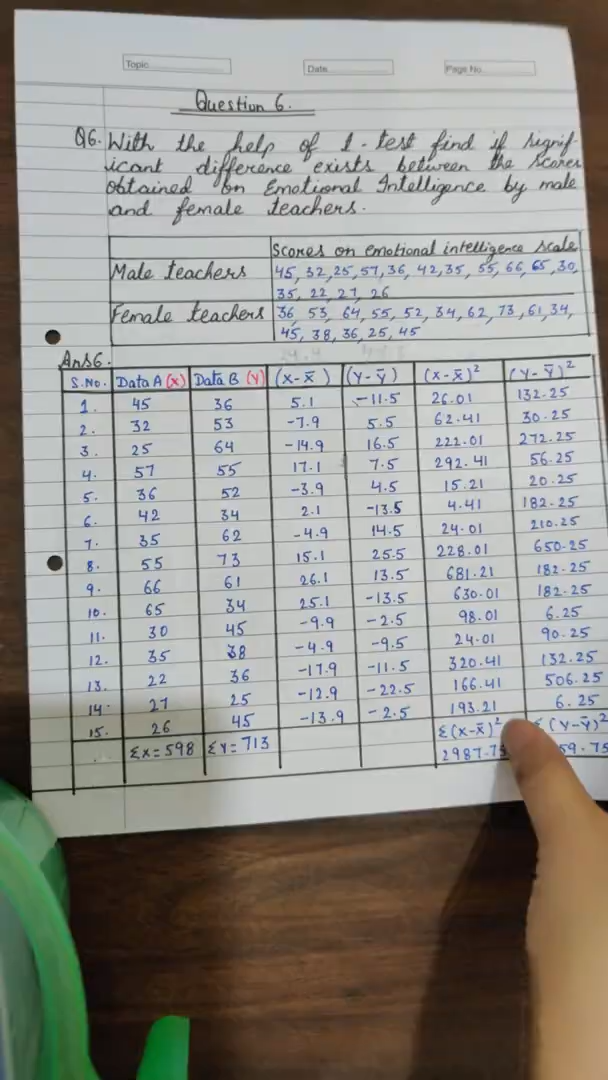 Topic
Date
Page No.
Question 6.
Q6. With the help of t-test find if signif-
icant difference exists between the scores
obtained on Emotional Intelligence by male
and female teachers.
Scores on emotional intelligence scale
Male teachers 45, 32, 25, 57, 36, 42, 35, 55, 66, 65, 30,
35, 22, 27, 26
Female teachers 36, 53, 64, 55, 52, 34, 62, 73, 61, 34,
45, 38, 36, 25, 45
Ans6.
S.No. Data A (X) Data B (Y) (X-X̄) (Y-Ȳ) (X-X̄)² (Y-Ȳ)²
1. 45 36 5.1 -11.5 26.01 132.25
2. 32 53 -7.9 5.5 62.41 30.25
3. 25 64 -14.9 16.5 222.01 272.25
4. 57 55 17.1 7.5 292.41 56.25
5. 36 52 -3.9 4.5 15.21 20.25
6. 42 34 2.1 -13.5 4.41 182.25
7. 35 62 -4.9 14.5 24.01 210.25
8. 55 73 15.1 25.5 228.01 650.25
9. 66 61 26.1 13.5 681.21 182.25
10. 65 34 25.1 -13.5 630.01 182.25
11. 30 45 -9.9 -2.5 98.01 6.25
12. 35 38 -4.9 -9.5 24.01 90.25
13. 22 36 -17.9 -11.5 320.41 132.25
14. 27 25 -12.9 -22.5 166.41 506.25
15. 26 45 -13.9 -2.5 193.21 6.25
ΣX=598 ΣY=713 Σ(X-X̄)² (Y-Ȳ)²
2987.75 59.75